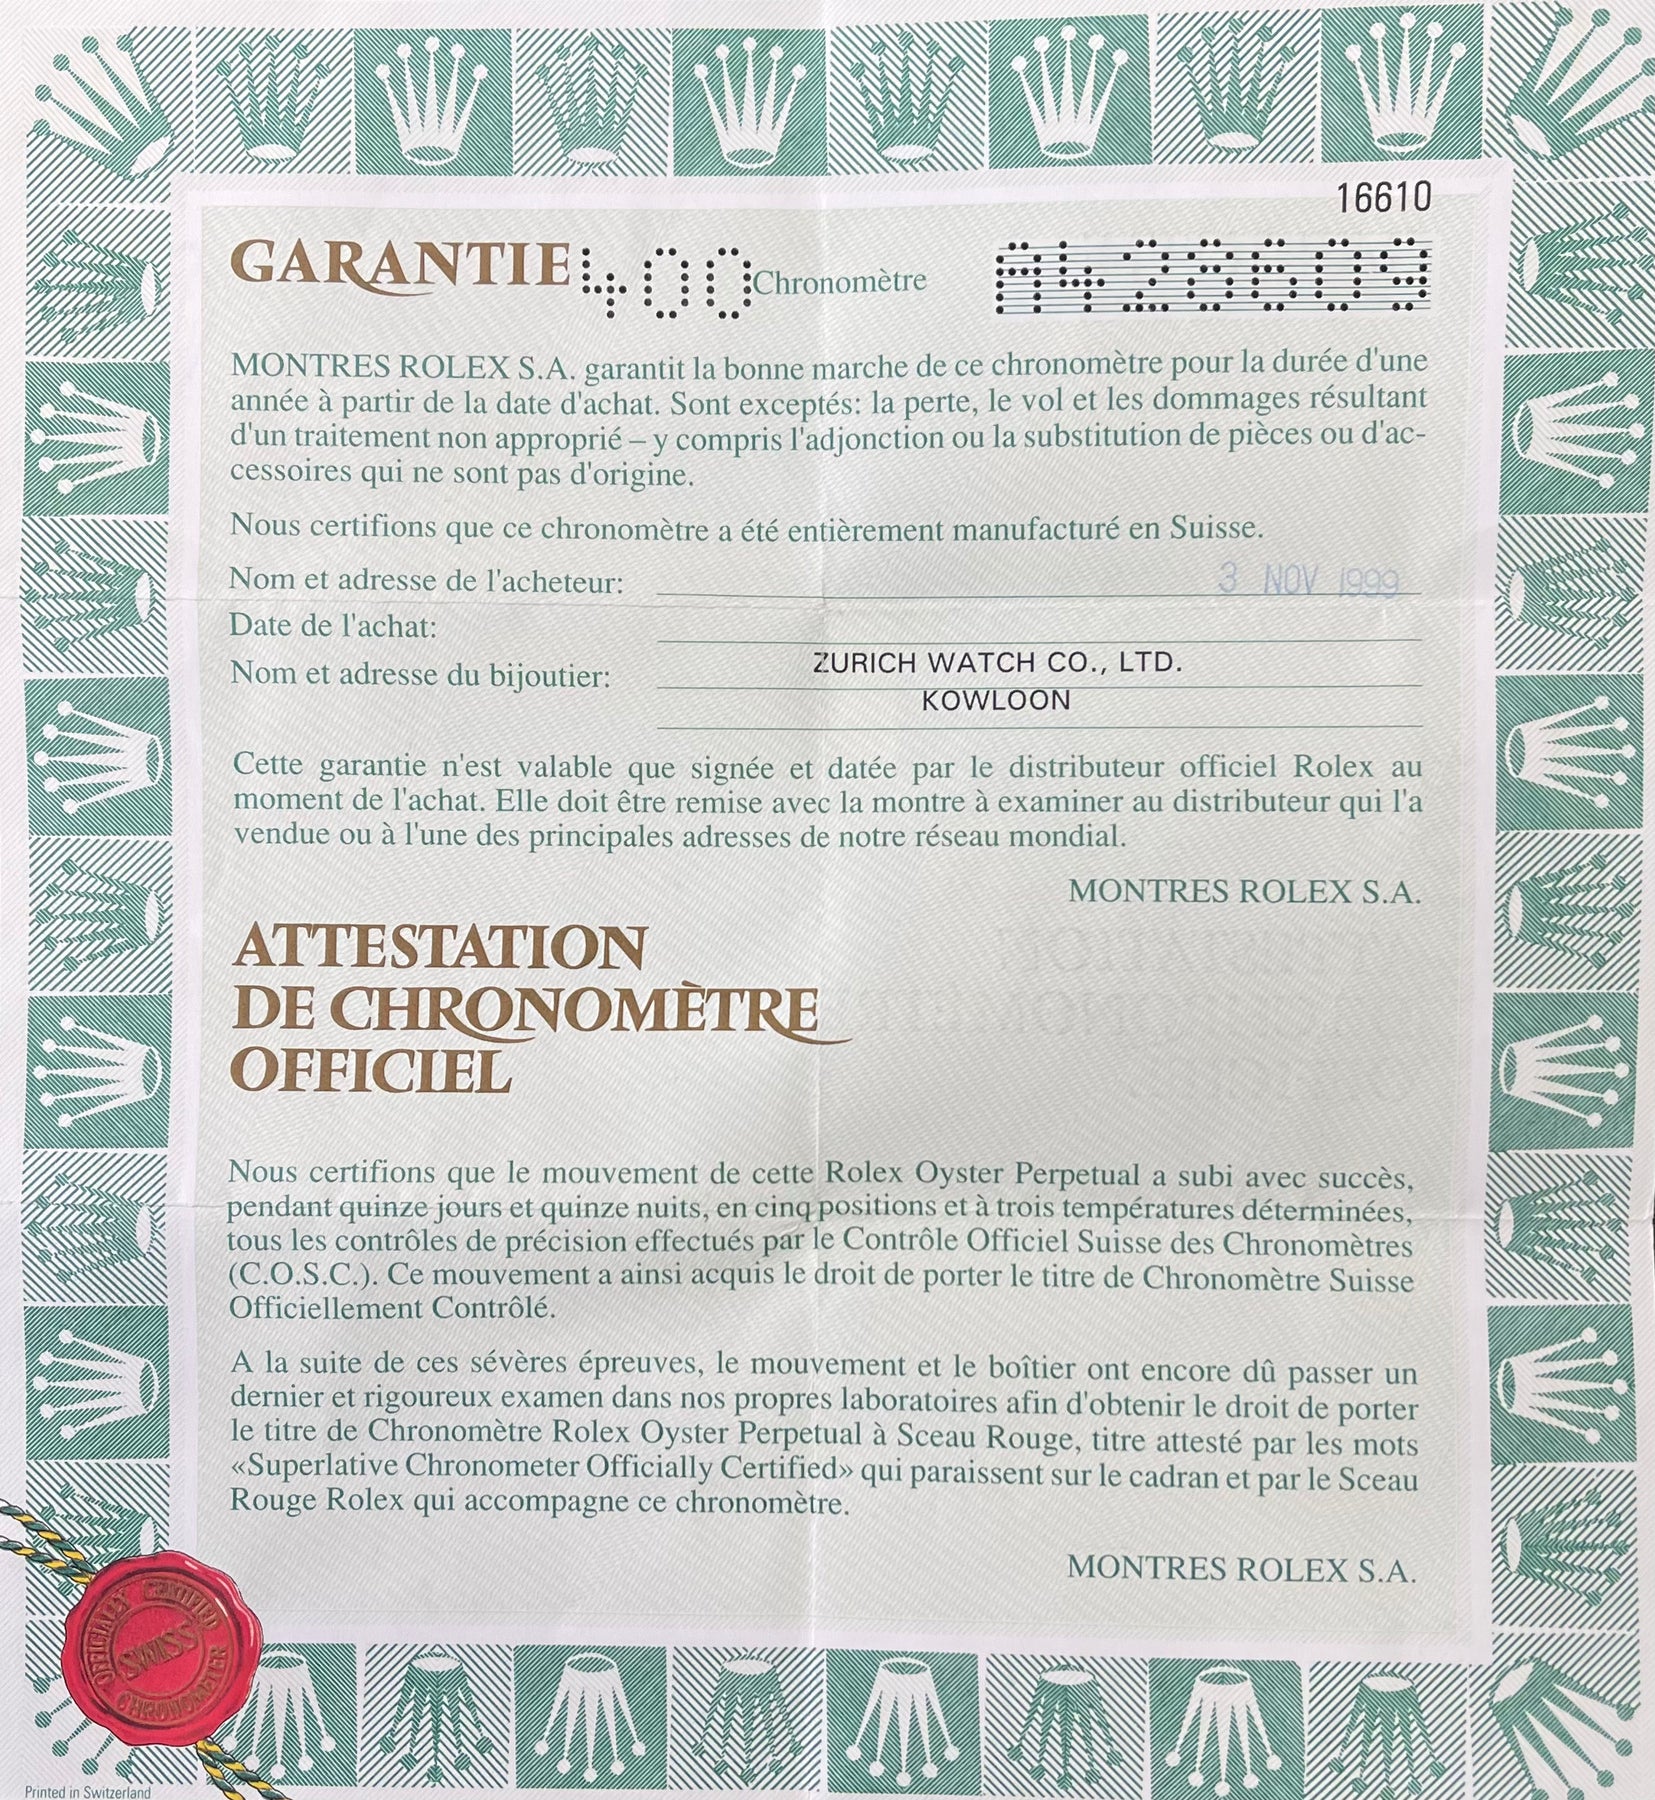 16610
GARANTIE 400 Chronomètre A428609
MONTRES ROLEX S.A. garantit la bonne marche de ce chronomètre pour la durée d'une
année à partir de la date d'achat. Sont exceptés: la perte, le vol et les dommages résultant
d'un traitement non approprié – y compris l'adjonction ou la substitution de pièces ou d'ac-
cessoires qui ne sont pas d'origine.
Nous certifions que ce chronomètre a été entièrement manufacturé en Suisse.
Nom et adresse de l'acheteur: 3 NOV 1999
Date de l'achat:
Nom et adresse du bijoutier: ZURICH WATCH CO., LTD.
KOWLOON
Cette garantie n'est valable que signée et datée par le distributeur officiel Rolex au
moment de l'achat. Elle doit être remise avec la montre à examiner au distributeur qui l'a
vendue ou à l'une des principales adresses de notre réseau mondial.
MONTRES ROLEX S.A.
ATTESTATION
DE CHRONOMÈTRE
OFFICIEL
Nous certifions que le mouvement de cette Rolex Oyster Perpetual a subi avec succès,
pendant quinze jours et quinze nuits, en cinq positions et à trois températures déterminées,
tous les contrôles de précision effectués par le Contrôle Officiel Suisse des Chronomètres
(C.O.S.C.). Ce mouvement a ainsi acquis le droit de porter le titre de Chronomètre Suisse
Officiellement Contrôlé.
A la suite de ces sévères épreuves, le mouvement et le boîtier ont encore dû passer un
dernier et rigoureux examen dans nos propres laboratoires afin d'obtenir le droit de porter
le titre de Chronomètre Rolex Oyster Perpetual à Sceau Rouge, titre attesté par les mots
«Superlative Chronometer Officially Certified» qui paraissent sur le cadran et par le Sceau
Rouge Rolex qui accompagne ce chronomètre.
MONTRES ROLEX S.A.
OFFICIALLY CERTIFIED
SWISS
CHRONOMETER
Printed in Switzerland